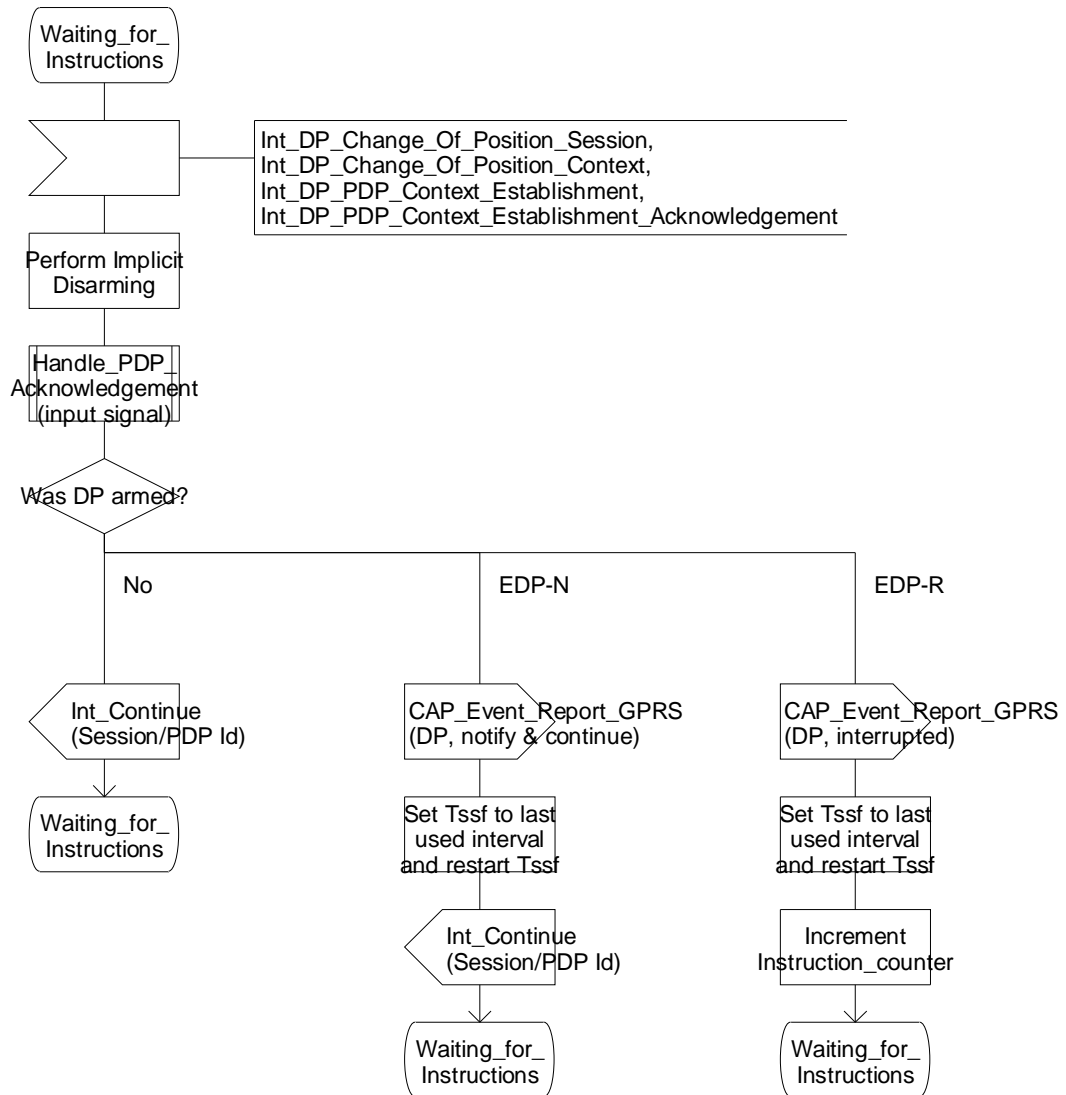 Waiting_for_
Instructions
Int_DP_Change_Of_Position_Session,
Int_DP_Change_Of_Position_Context,
Int_DP_PDP_Context_Establishment,
Int_DP_PDP_Context_Establishment_Acknowledgement
Perform Implicit
Disarming
Handle_PDP_
Acknowledgement
(input signal)
Was DP armed?
No
EDP-N
EDP-R
Int_Continue
(Session/PDP Id)
CAP_Event_Report_GPRS
(DP, notify & continue)
CAP_Event_Report_GPRS
(DP, interrupted)
Waiting_for_
Instructions
Set Tssf to last
used interval
and restart Tssf
Set Tssf to last
used interval
and restart Tssf
Int_Continue
(Session/PDP Id)
Increment
Instruction_counter
Waiting_for_
Instructions
Waiting_for_
Instructions